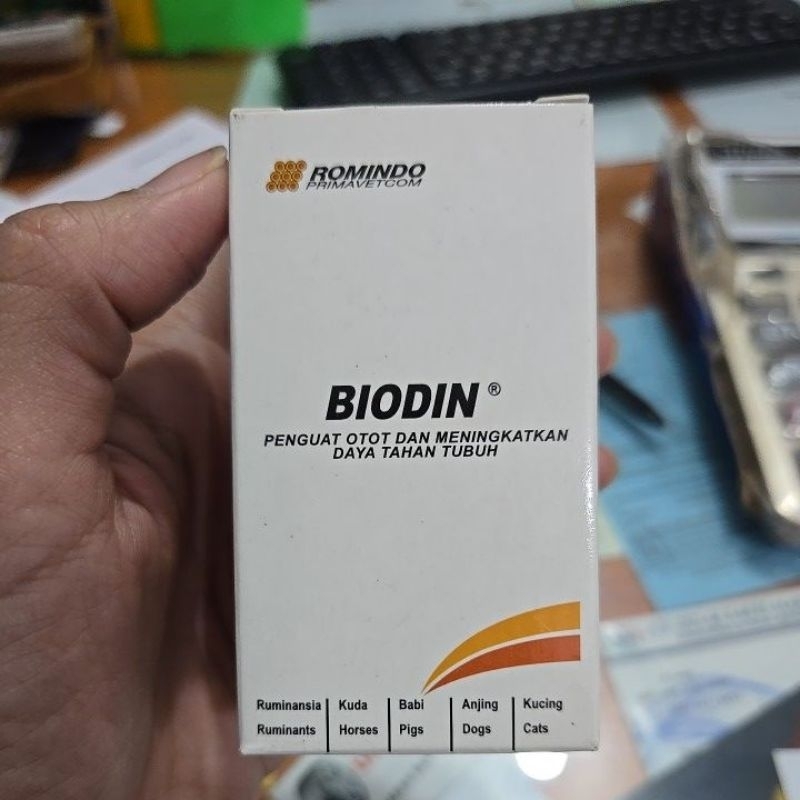 ROMINDO
PRIMAVETCOM
BIODIN ®
PENGUAT OTOT DAN MENINGKATKAN
DAYA TAHAN TUBUH
Ruminansia Kuda Babi Anjing Kucing
Ruminants Horses Pigs Dogs Cats